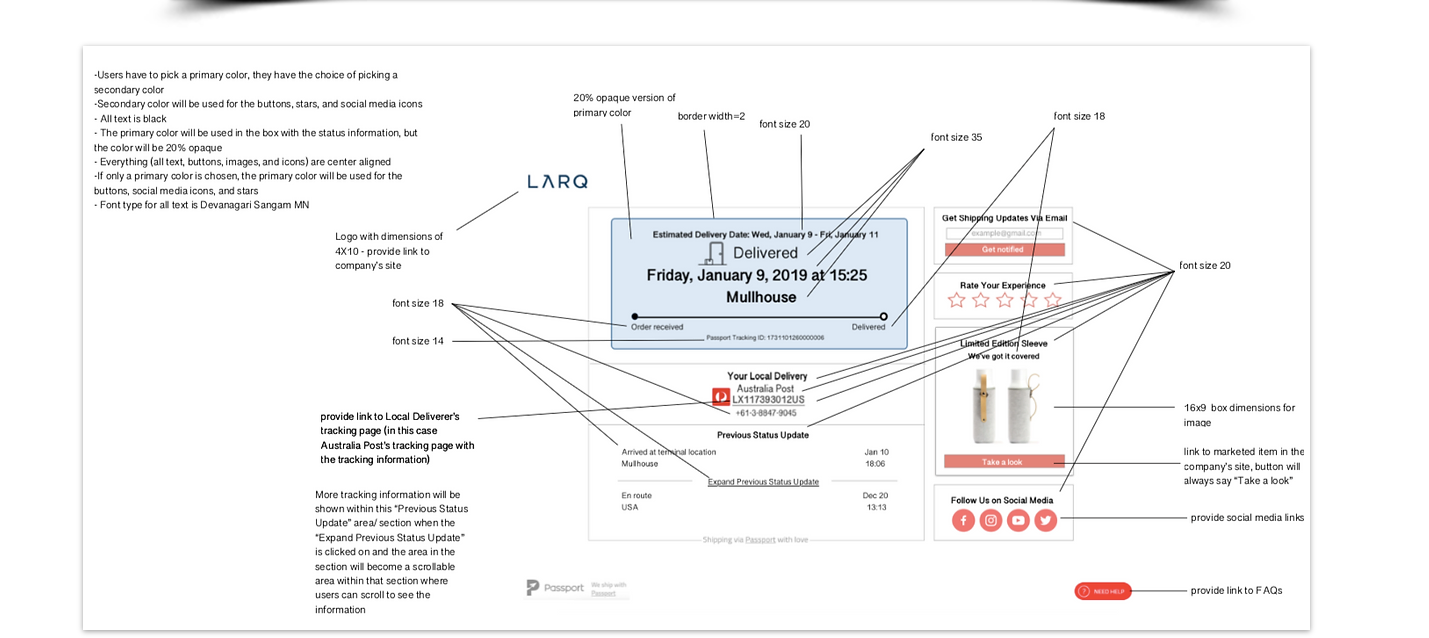 -Users have to pick a primary color, they have the choice of picking a
secondary color
-Secondary color will be used for the buttons, stars, and social media icons
- All text is black
- The primary color will be used in the box with the status information, but
the color will be 20% opaque
- Everything (all text, buttons, images, and icons) are center aligned
-If only a primary color is chosen, the primary color will be used for the
buttons, social media icons, and stars
- Font type for all text is Devanagari Sangam MN
20% opaque version of
primary color
border width=2
font size 20
font size 35
font size 18
LARQ
Logo with dimensions of
4X10 - provide link to
company's site
font size 18
font size 14
provide link to Local Deliverer's
tracking page (in this case
Australia Post's tracking page with
the tracking information)
More tracking information will be
shown within this “Previous Status
Update” area/ section when the
“Expand Previous Status Update”
is clicked on and the area in the
section will become a scrollable
area within that section where
users can scroll to see the
information
Estimated Delivery Date: Wed, January 9 - Fri, January 11
Delivered
Friday, January 9, 2019 at 15:25
Mullhouse
Order received Delivered
Passport Tracking ID: 1731101260000006
Your Local Delivery
Australia Post
LX117393012US
+61-3-8847-9045
Previous Status Update
Arrived at terminal location Jan 10
Mullhouse 18:06
Expand Previous Status Update
En route Dec 20
USA 13:13
Shipping via Passport with love
Get Shipping Updates Via Email
example@gmail.com
Get notified
Rate Your Experience
Limited Edition Sleeve
We've got it covered
Take a look
Follow Us on Social Media
font size 20
16x9 box dimensions for
image
link to marketed item in the
company's site, button will
always say “Take a look”
provide social media links
Passport
We ship with
Passport
? NEED HELP
provide link to FAQs